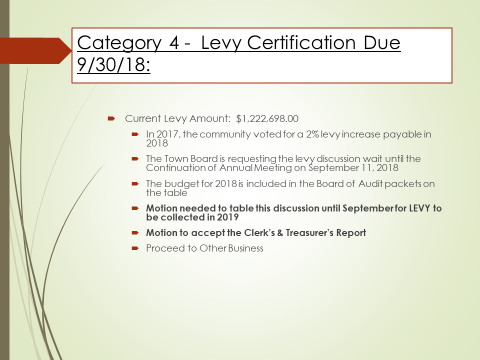 Category 4 - Levy Certification Due
9/30/18:
Current Levy Amount: $1,222,698.00
In 2017, the community voted for a 2% levy increase payable in
2018
The Town Board is requesting the levy discussion wait until the
Continuation of Annual Meeting on September 11, 2018
The budget for 2018 is included in the Board of Audit packets on
the table
Motion needed to table this discussion until September for LEVY to
be collected in 2019
Motion to accept the Clerk's & Treasurer's Report
Proceed to Other Business